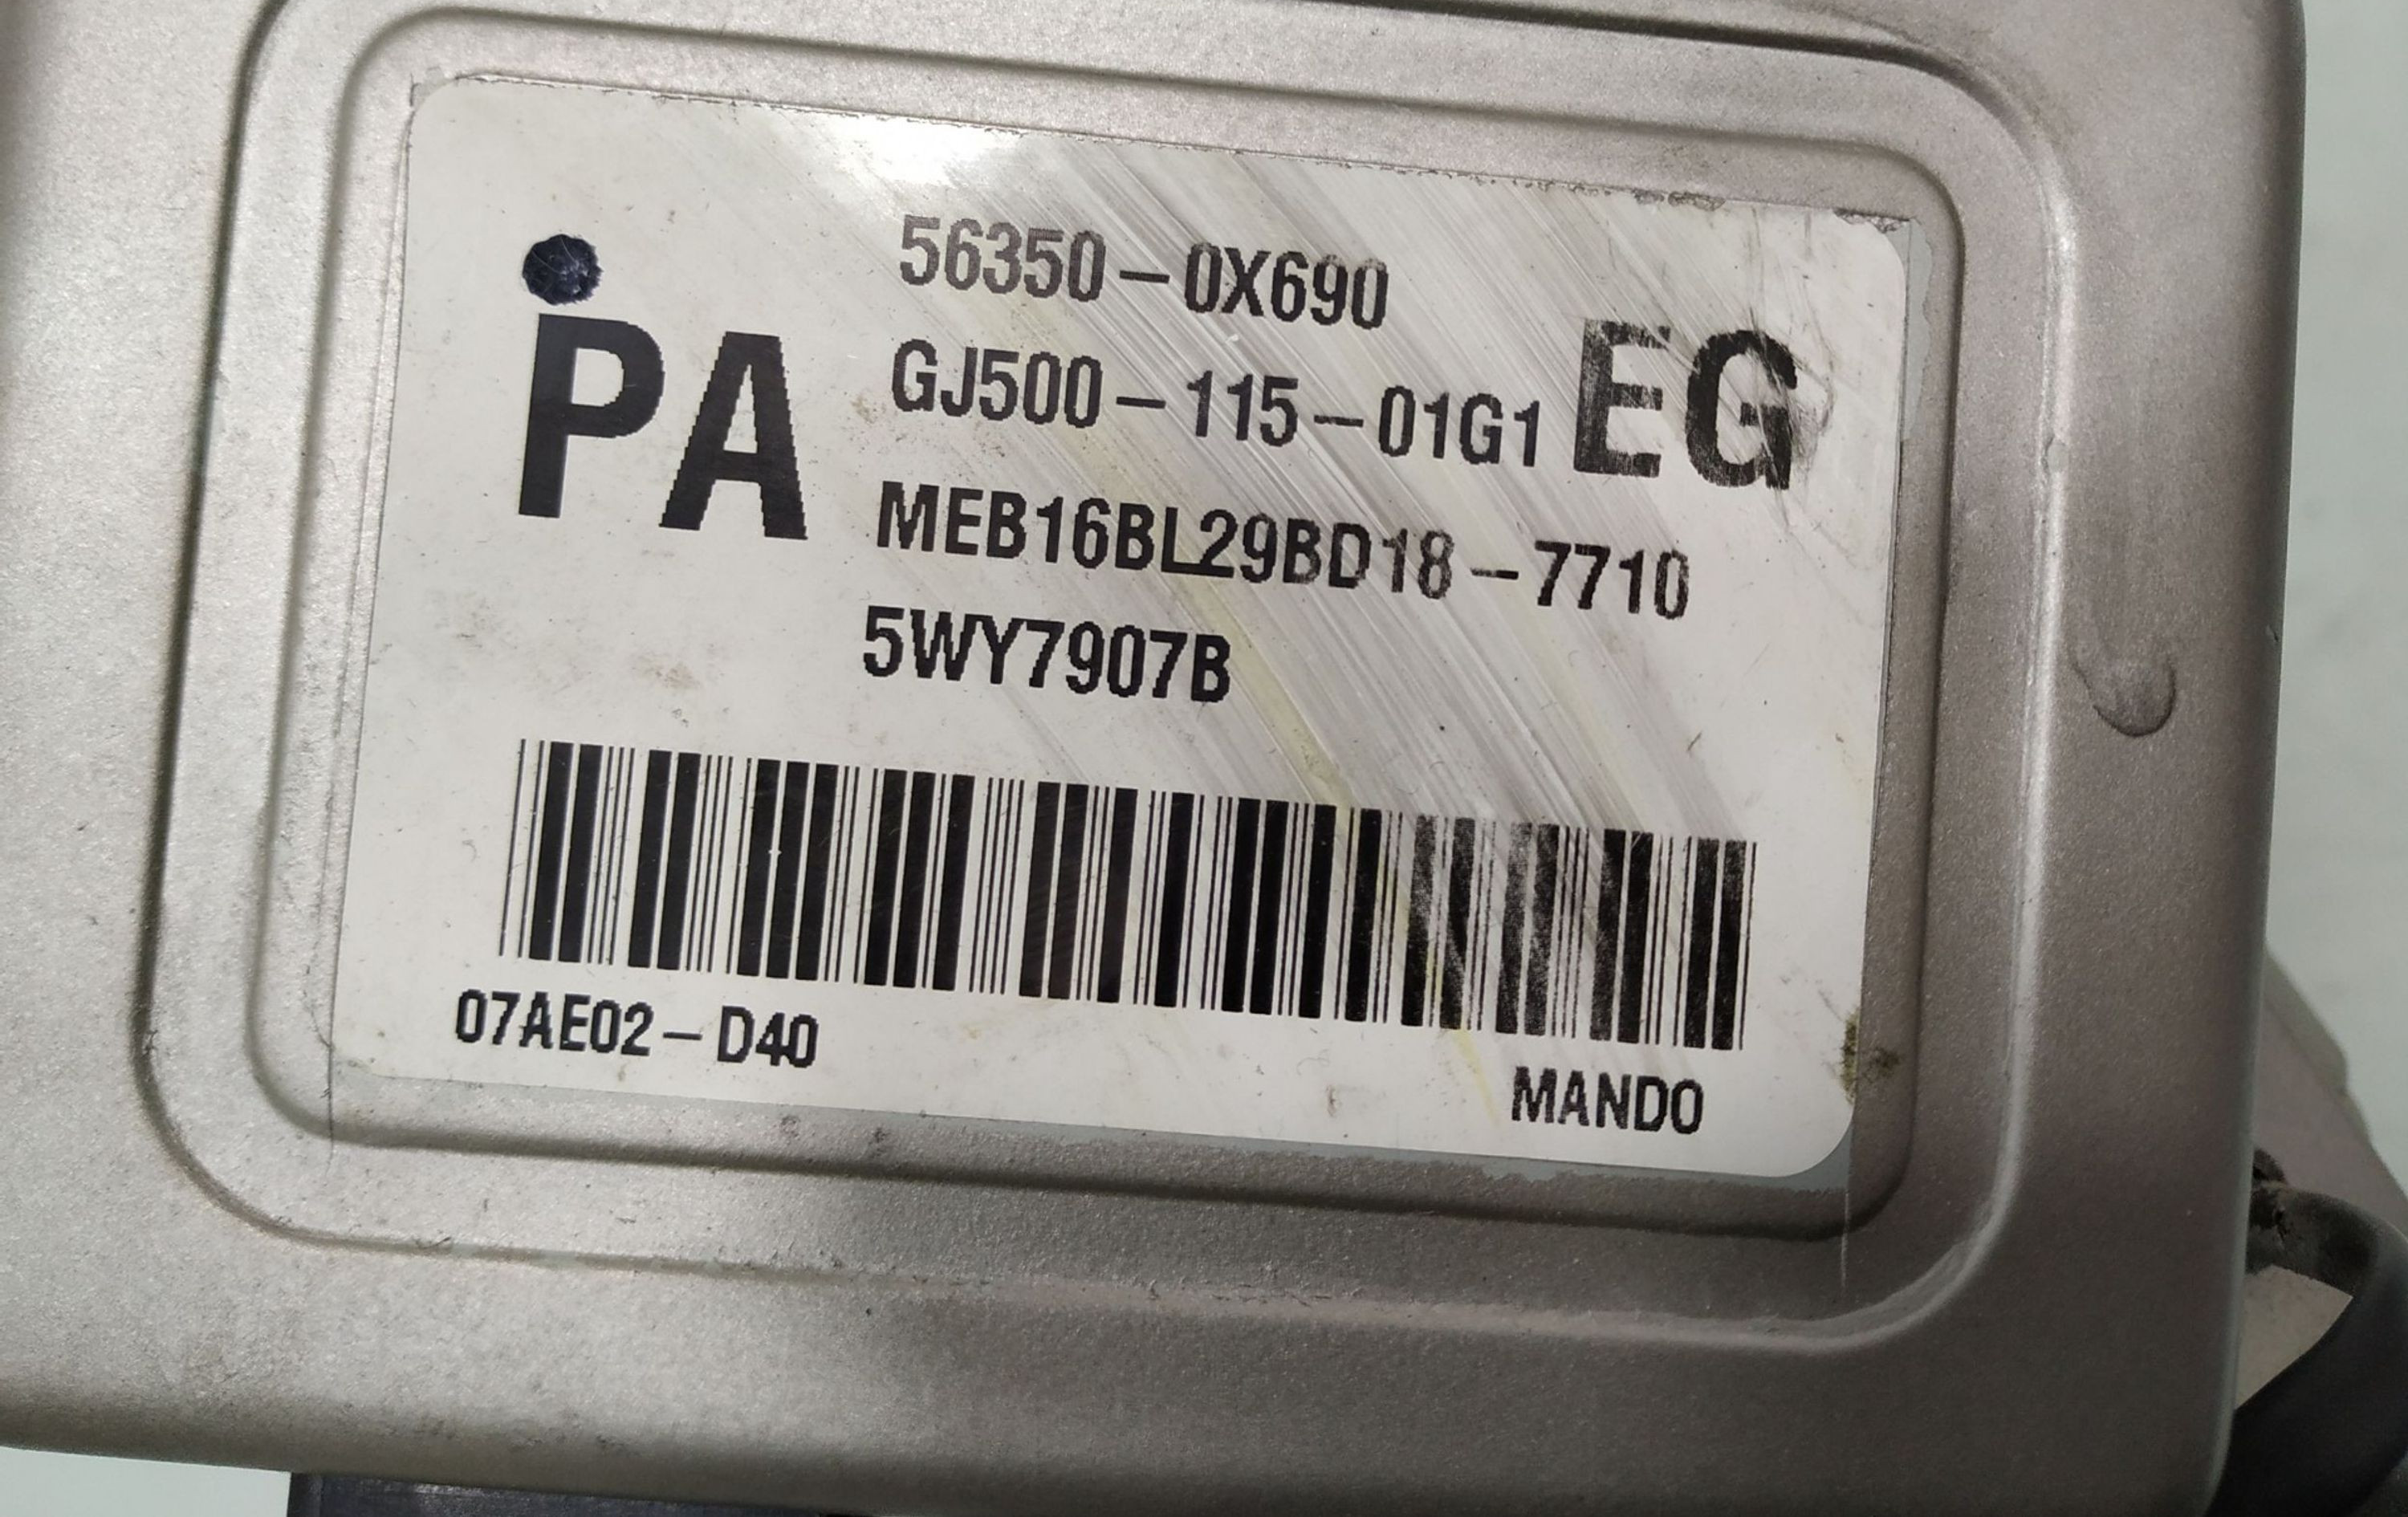 56350-0X690
PA GJ500-115-01G1 EG
MEB16BL29BD18-7710
5WY7907B
07AE02-D40
MANDO